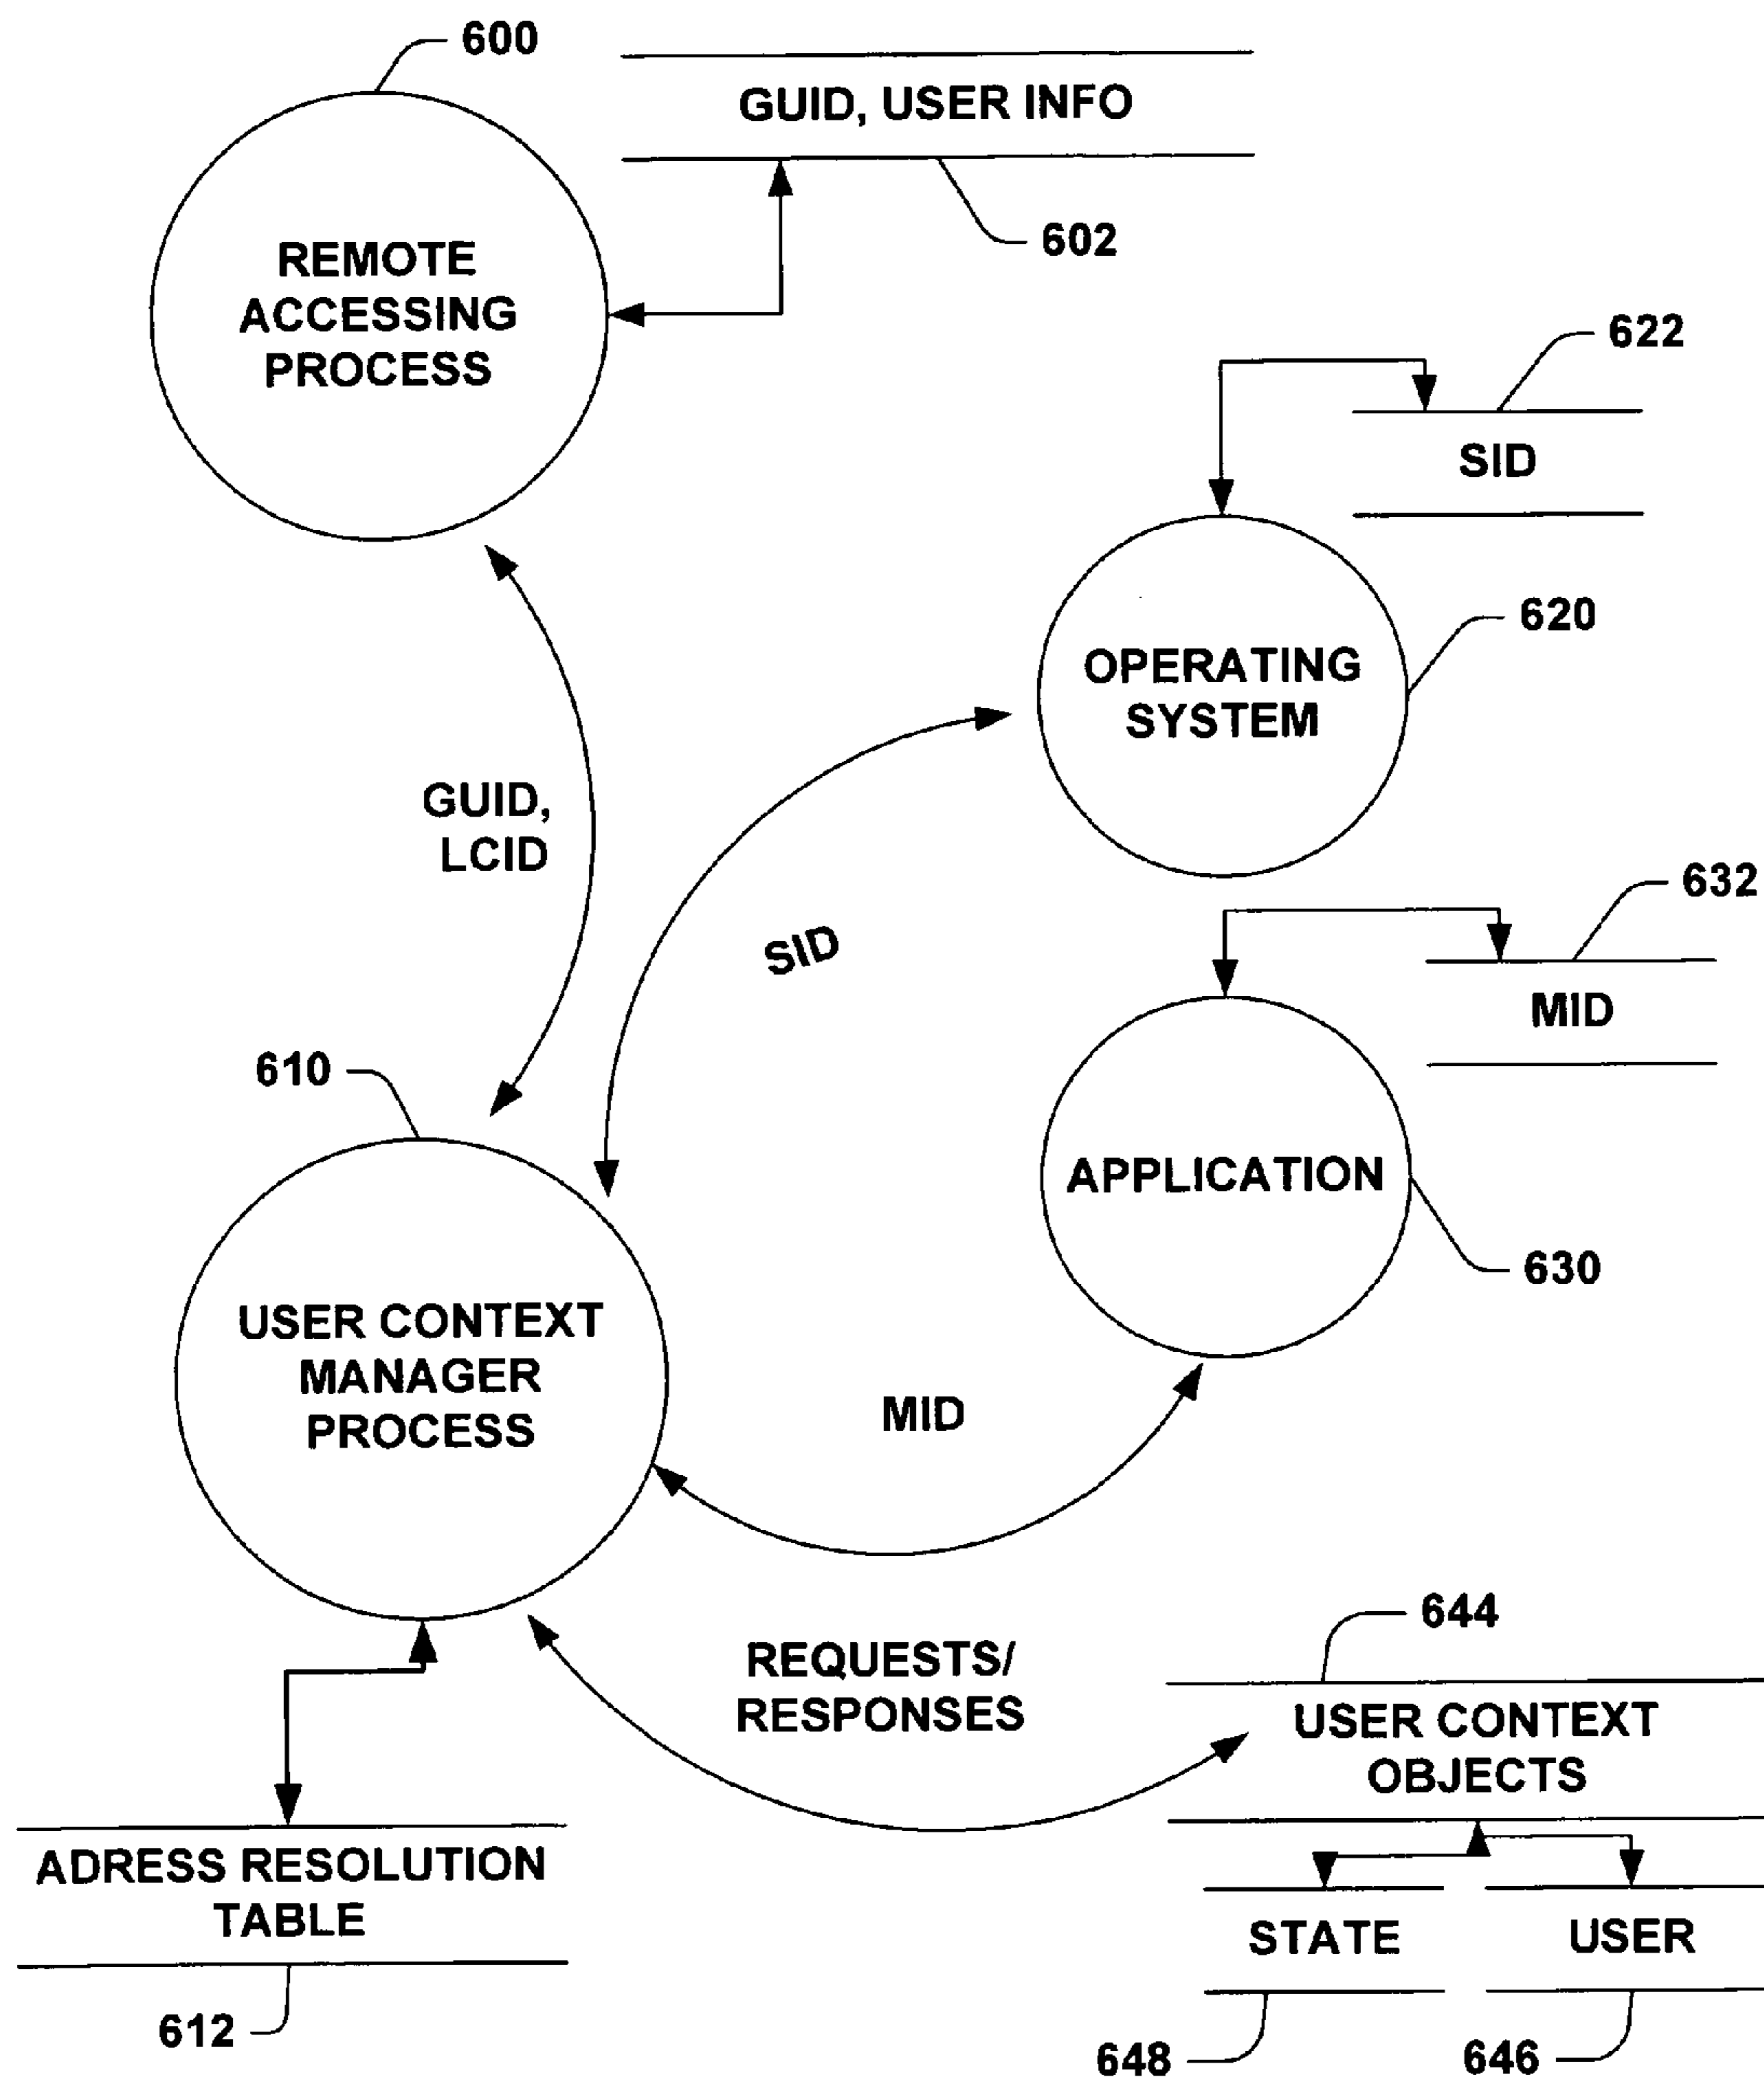 600
GUID, USER INFO
602
REMOTE
ACCESSING
PROCESS
622
SID
620
OPERATING
SYSTEM
GUID,
LCID
632
SID
MID
610
APPLICATION
630
USER CONTEXT
MANAGER
PROCESS
MID
644
REQUESTS/
RESPONSES
USER CONTEXT
OBJECTS
ADRESS RESOLUTION
TABLE
STATE
USER
612
648
646